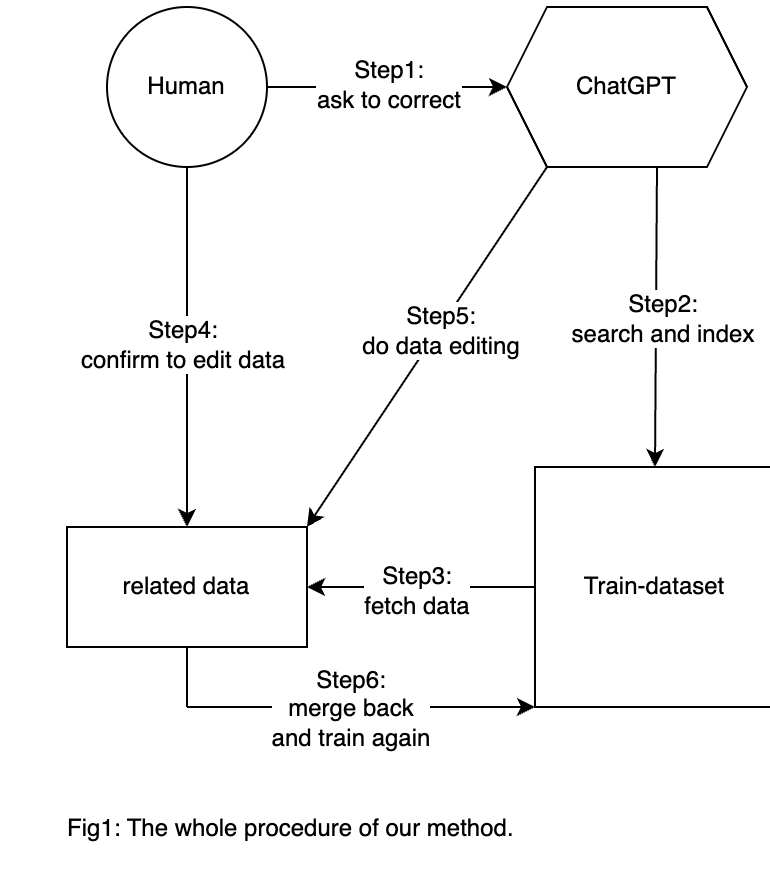 Human
Step1:
ask to correct
ChatGPT
Step4:
confirm to edit data
Step5:
do data editing
Step2:
search and index
related data
Step3:
fetch data
Train-dataset
Step6:
merge back
and train again
Fig1: The whole procedure of our method.